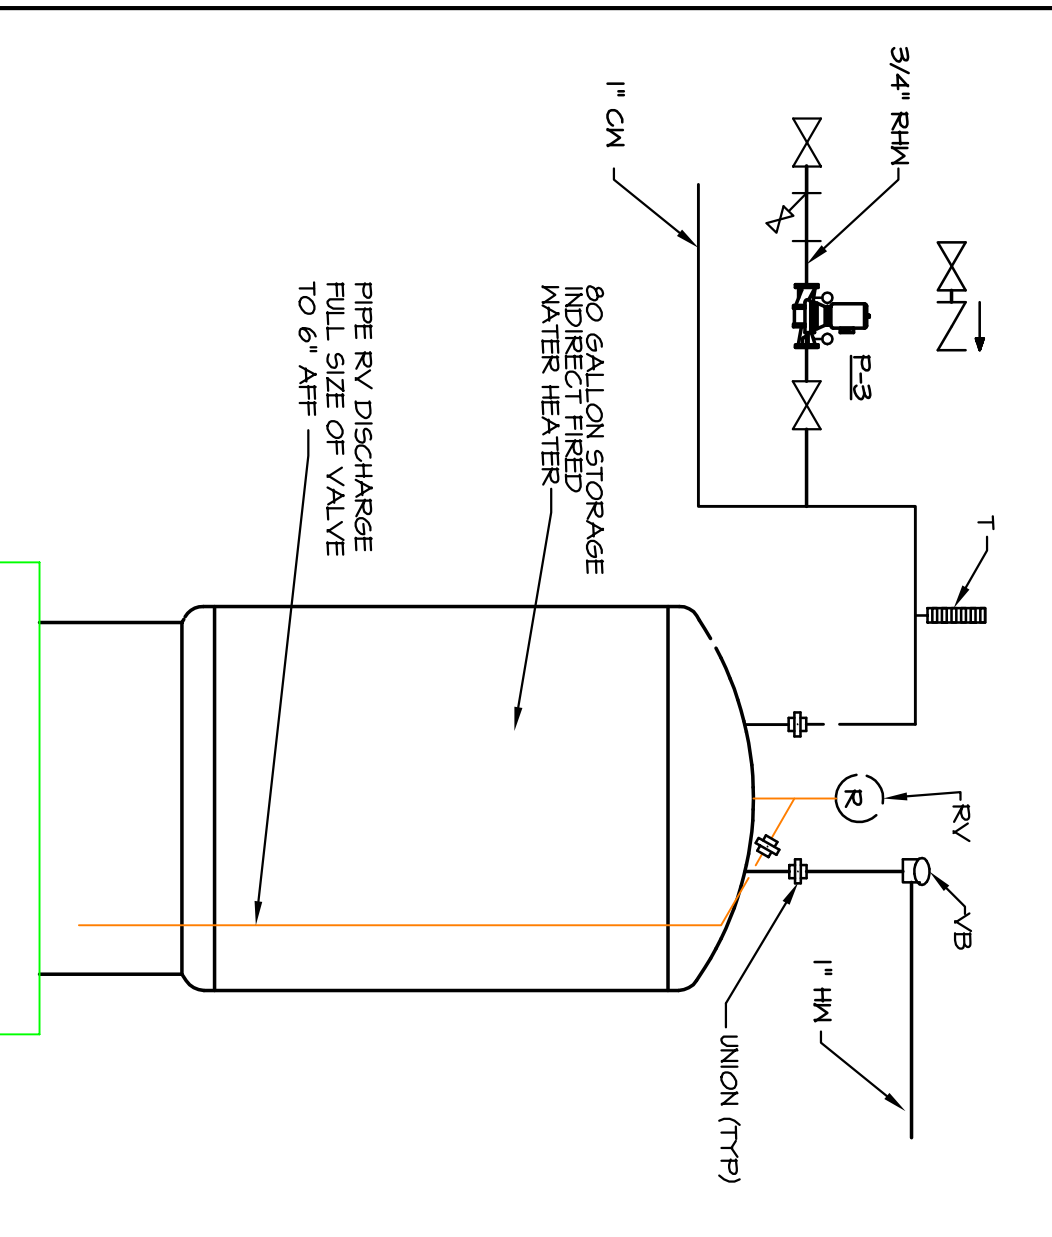 T
RV
VB
3/4" RHW
P-3
R
1" HW
UNION (TYP)
1" CW
80 GALLON STORAGE
INDIRECT FIRED
WATER HEATER
PIPE RV DISCHARGE
FULL SIZE OF VALVE
TO 6" AFF